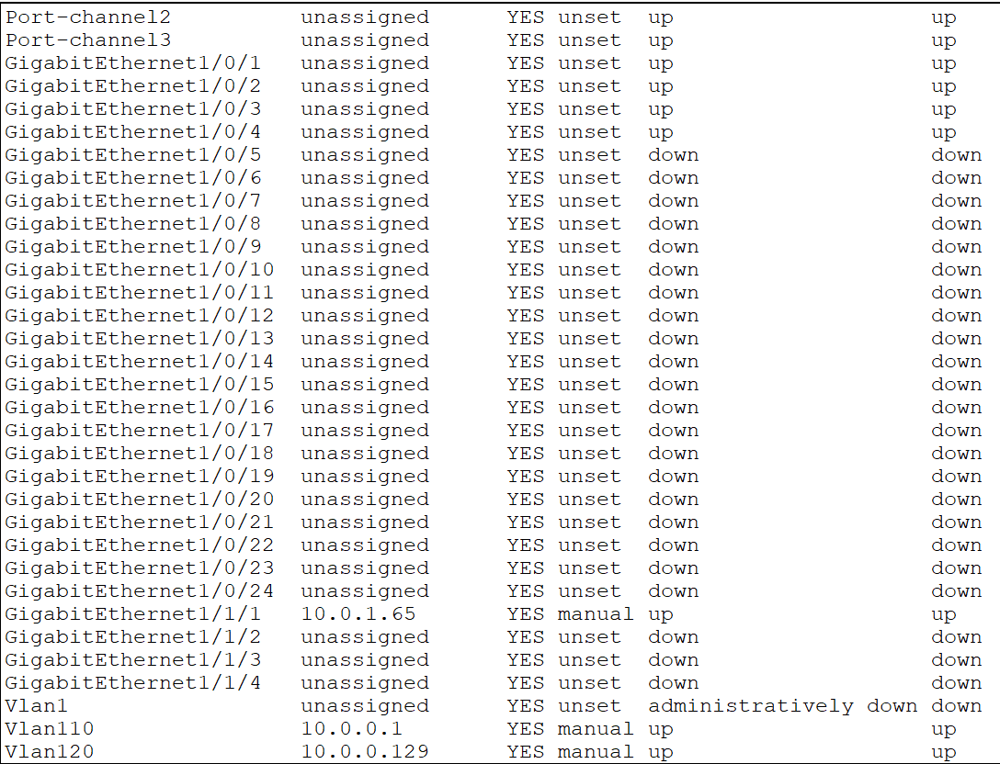 Port-channel2          unassigned      YES unset  up                    up
Port-channel3          unassigned      YES unset  up                    up
GigabitEthernet1/0/1   unassigned      YES unset  up                    up
GigabitEthernet1/0/2   unassigned      YES unset  up                    up
GigabitEthernet1/0/3   unassigned      YES unset  up                    up
GigabitEthernet1/0/4   unassigned      YES unset  up                    up
GigabitEthernet1/0/5   unassigned      YES unset  down                  down
GigabitEthernet1/0/6   unassigned      YES unset  down                  down
GigabitEthernet1/0/7   unassigned      YES unset  down                  down
GigabitEthernet1/0/8   unassigned      YES unset  down                  down
GigabitEthernet1/0/9   unassigned      YES unset  down                  down
GigabitEthernet1/0/10  unassigned      YES unset  down                  down
GigabitEthernet1/0/11  unassigned      YES unset  down                  down
GigabitEthernet1/0/12  unassigned      YES unset  down                  down
GigabitEthernet1/0/13  unassigned      YES unset  down                  down
GigabitEthernet1/0/14  unassigned      YES unset  down                  down
GigabitEthernet1/0/15  unassigned      YES unset  down                  down
GigabitEthernet1/0/16  unassigned      YES unset  down                  down
GigabitEthernet1/0/17  unassigned      YES unset  down                  down
GigabitEthernet1/0/18  unassigned      YES unset  down                  down
GigabitEthernet1/0/19  unassigned      YES unset  down                  down
GigabitEthernet1/0/20  unassigned      YES unset  down                  down
GigabitEthernet1/0/21  unassigned      YES unset  down                  down
GigabitEthernet1/0/22  unassigned      YES unset  down                  down
GigabitEthernet1/0/23  unassigned      YES unset  down                  down
GigabitEthernet1/0/24  unassigned      YES unset  down                  down
GigabitEthernet1/1/1   10.0.1.65       YES manual up                    up
GigabitEthernet1/1/2   unassigned      YES unset  down                  down
GigabitEthernet1/1/3   unassigned      YES unset  down                  down
GigabitEthernet1/1/4   unassigned      YES unset  down                  down
Vlan1                  unassigned      YES unset  administratively down down
Vlan110                10.0.0.1        YES manual up                    up
Vlan120                10.0.0.129      YES manual up                    up